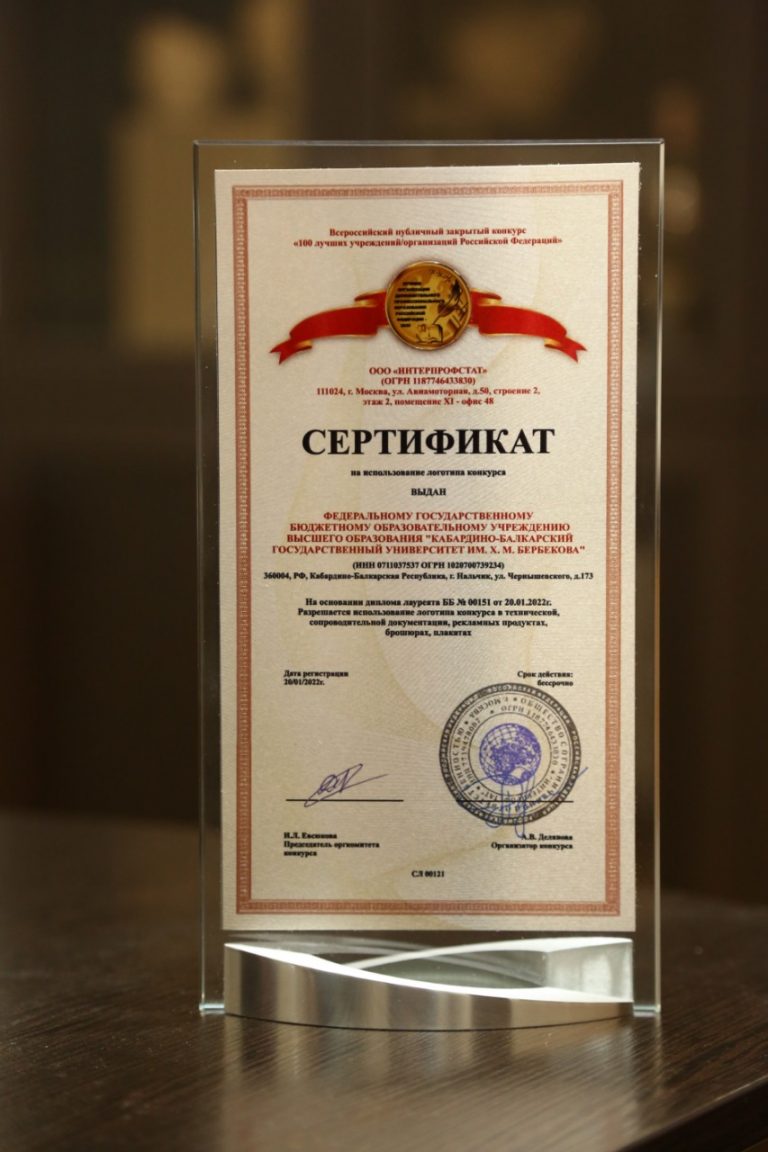 Всероссийский публичный закрытый конкурс
«100 лучших учреждений/организаций Российской Федерации»
ООО «ИНТЕРПРОФСТАТ»
(ОГРН 1187746433830)
111024, г. Москва, ул. Авиамоторная, д.50, строение 2,
этаж 2, помещение XI - офис 48
СЕРТИФИКАТ
на использование логотипа конкурса
ВЫДАН
ФЕДЕРАЛЬНОМУ ГОСУДАРСТВЕННОМУ
БЮДЖЕТНОМУ ОБРАЗОВАТЕЛЬНОМУ УЧРЕЖДЕНИЮ
ВЫСШЕГО ОБРАЗОВАНИЯ "КАБАРДИНО-БАЛКАРСКИЙ
ГОСУДАРСТВЕННЫЙ УНИВЕРСИТЕТ ИМ. Х. М. БЕРБЕКОВА"
(ИНН 0711037537 ОГРН 1020700739234)
360004, РФ, Кабардино-Балкарская Республика, г. Нальчик, ул. Чернышевского, д.173
На основании диплома лауреата ББ № 00151 от 20.01.2022г.
Разрешается использование логотипа конкурса в технической,
сопроводительной документации, рекламных продуктах,
брошюрах, плакатах
Дата регистрации
20/01/2022г.
Срок действия:
бессрочно
И.Л. Евсюкова
Председатель оргкомитета
конкурса
А.В. Делянова
Организатор конкурса
СЛ 00121